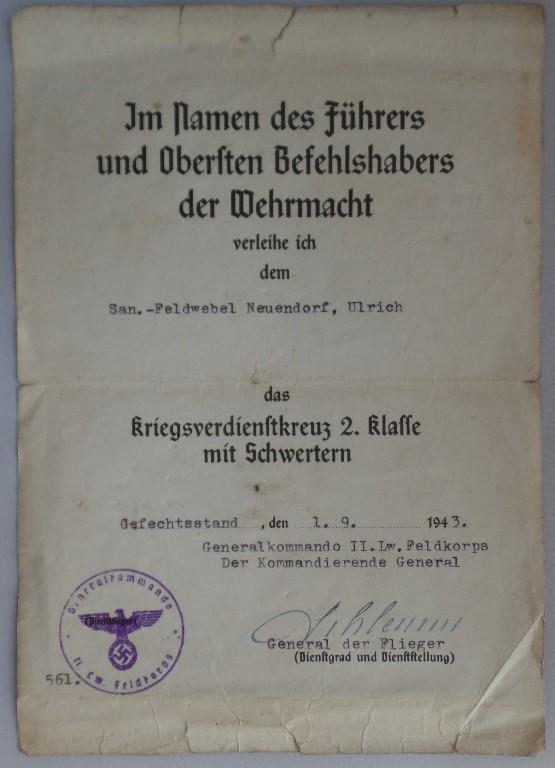 Im Namen des Führers
und Obersten Befehlshabers
der Wehrmacht
verleihe ich
dem
San.-Feldwebel Neuendorf, Ulrich
das
Kriegsverdienstkreuz 2. Klasse
mit Schwertern
Gefechtsstand, den 1. 9. 1943.
Generalkommando II.Lw.Feldkorps
Der Kommandierende General
Schlemm
General der Flieger
(Dienstgrad und Dienststellung)
Generalkommando
(Dienstsiegel)
II Lw. Feldkorps
561.